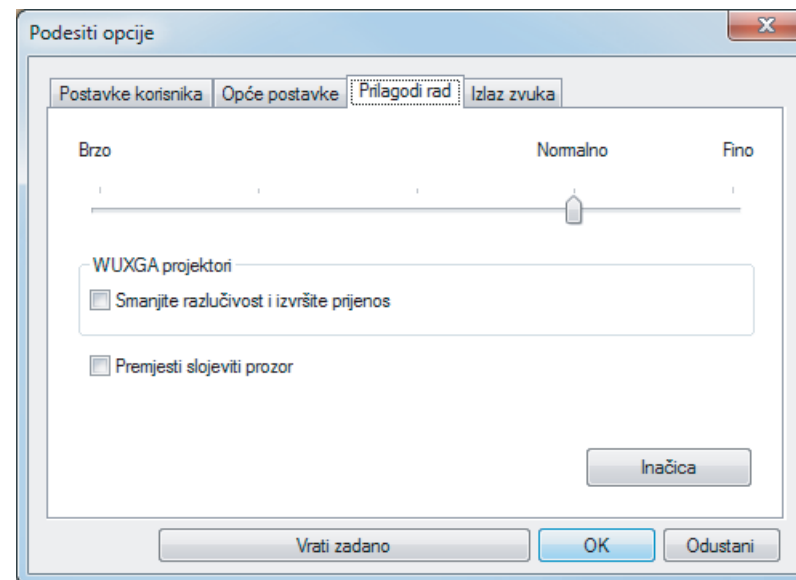 Podesiti opcije
Postavke korisnika Opće postavke Prilagodi rad Izlaz zvuka
Brzo Normalno Fino
WUXGA projektori
Smanjite razlučivost i izvršite prijenos
Premjesti slojeviti prozor
Inačica
Vrati zadano OK Odustani